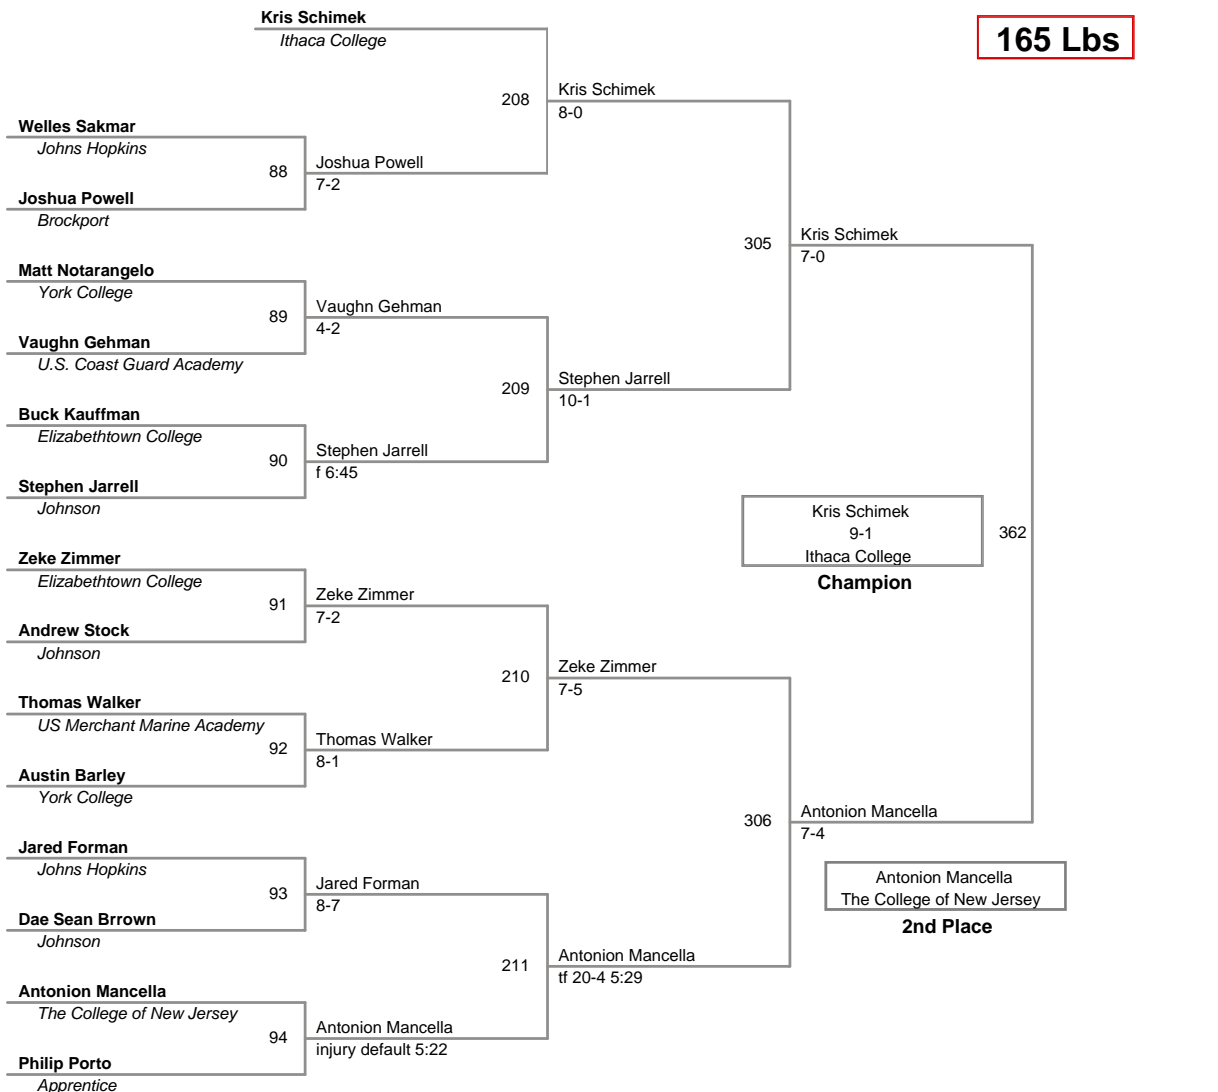 Kris Schimek
Ithaca College
165 Lbs
208
Kris Schimek
8-0
Welles Sakmar
Johns Hopkins
88
Joshua Powell
7-2
Joshua Powell
Brockport
305
Kris Schimek
7-0
Matt Notarangelo
York College
89
Vaughn Gehman
4-2
Vaughn Gehman
U.S. Coast Guard Academy
209
Stephen Jarrell
10-1
Buck Kauffman
Elizabethtown College
90
Stephen Jarrell
f 6:45
Stephen Jarrell
Johnson
Kris Schimek
9-1
Ithaca College
Champion
362
Zeke Zimmer
Elizabethtown College
91
Zeke Zimmer
7-2
Andrew Stock
Johnson
210
Zeke Zimmer
7-5
Thomas Walker
US Merchant Marine Academy
92
Thomas Walker
8-1
Austin Barley
York College
306
Antonion Mancella
7-4
Jared Forman
Johns Hopkins
93
Jared Forman
8-7
Dae Sean Brrown
Johnson
Antonion Mancella
The College of New Jersey
2nd Place
211
Antonion Mancella
tf 20-4 5:29
Antonion Mancella
The College of New Jersey
94
Antonion Mancella
injury default 5:22
Philip Porto
Apprentice